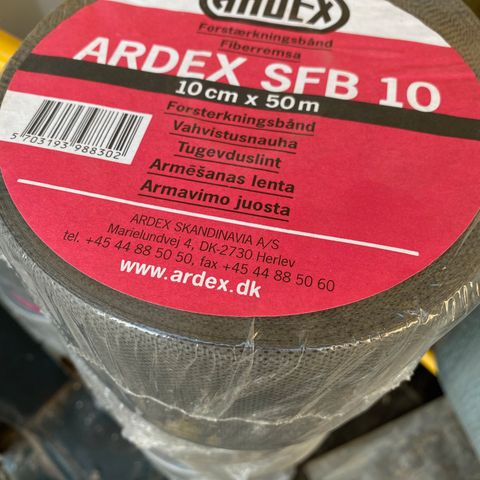 ARDEX
Forstærkningsbånd
Fiberremsa
ARDEX SFB 10
10 cm x 50 m
Forsterkningsbånd
Vahvistusnauha
Tugevduslint
Armēšanas lenta
Armavimo juosta
5 703193 988302
ARDEX SKANDINAVIA A/S
Marielundvej 4, DK-2730 Herlev
tel. +45 44 88 50 50, fax +45 44 88 50 60
www.ardex.dk